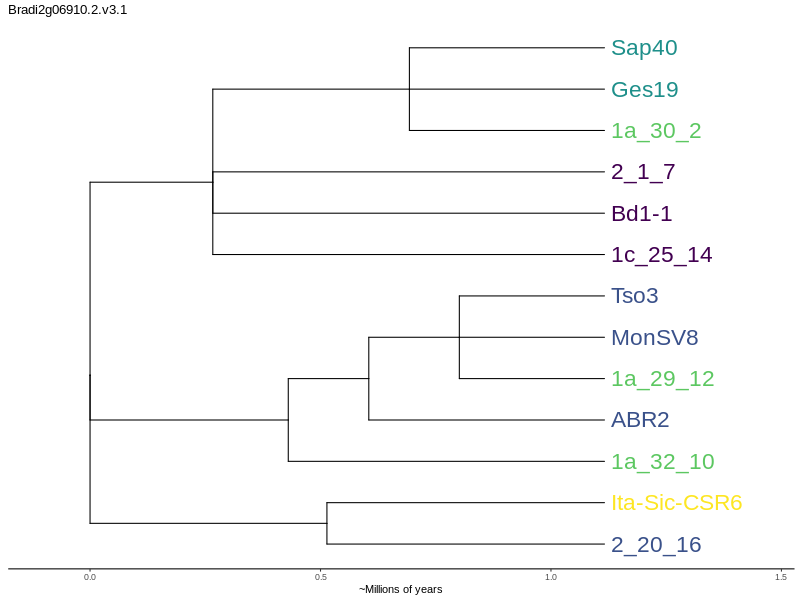 Bradi2g06910.2.v3.1
Sap40
Ges19
1a_30_2
2_1_7
Bd1-1
1c_25_14
Tso3
MonSV8
1a_29_12
ABR2
1a_32_10
Ita-Sic-CSR6
2_20_16
0.0 0.5 1.0 1.5
~Millions of years